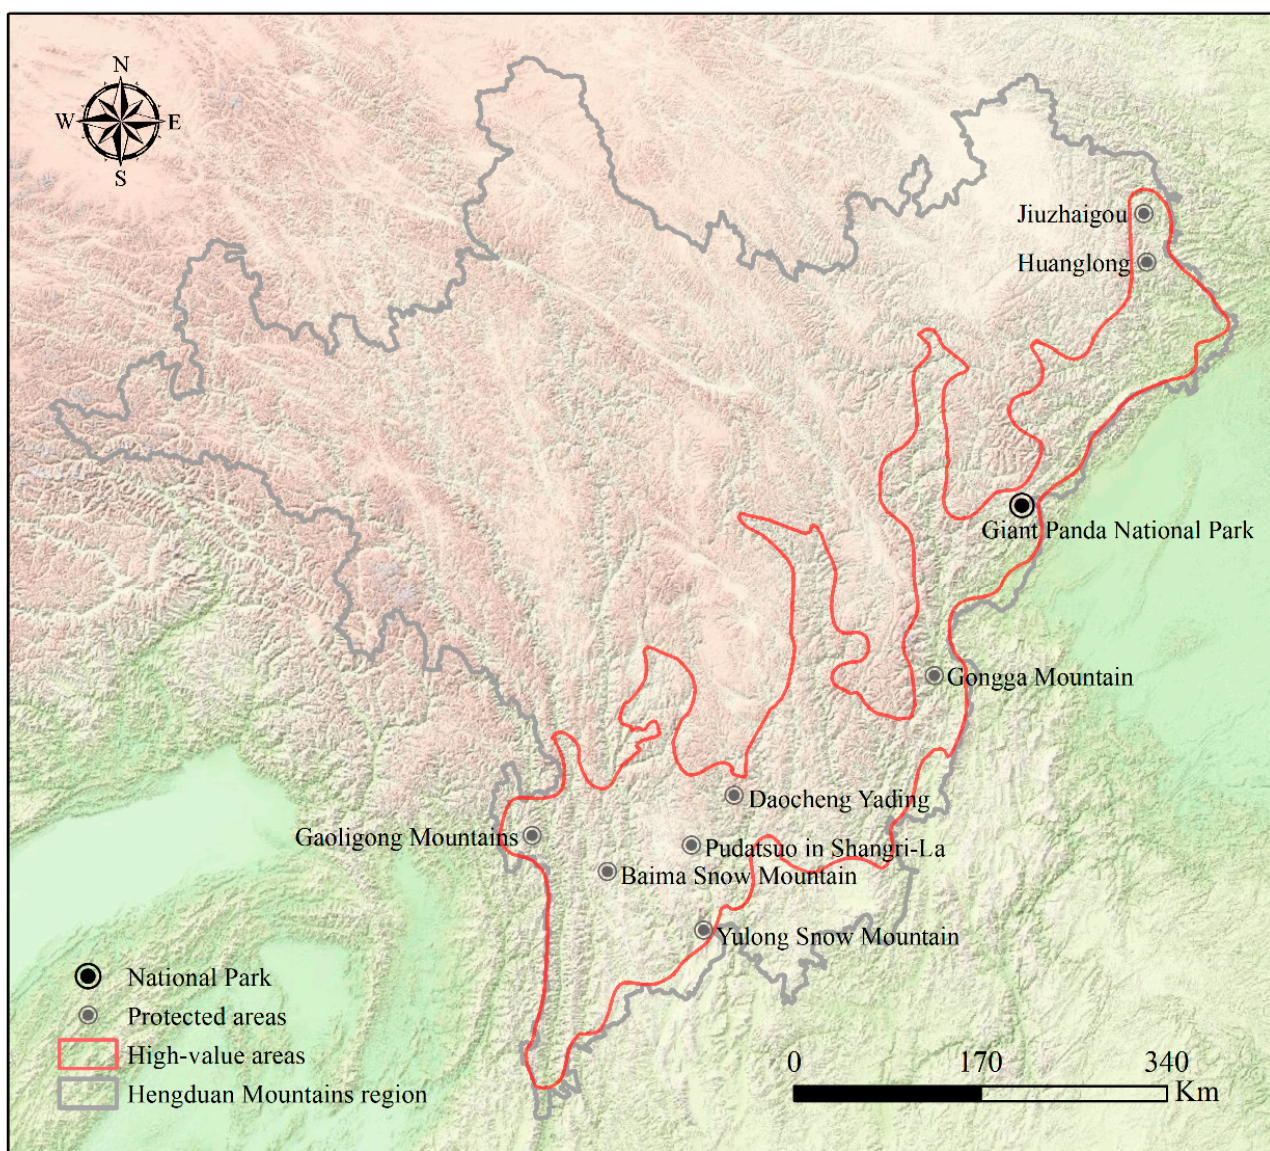 N
W E
S
Jiuzhaigou
Huanglong
Giant Panda National Park
Gongga Mountain
Daocheng Yading
Gaoligong Mountains
Pudatsuo in Shangri-La
Baima Snow Mountain
Yulong Snow Mountain
National Park
Protected areas
High-value areas
Hengduan Mountains region
0 170 340
Km